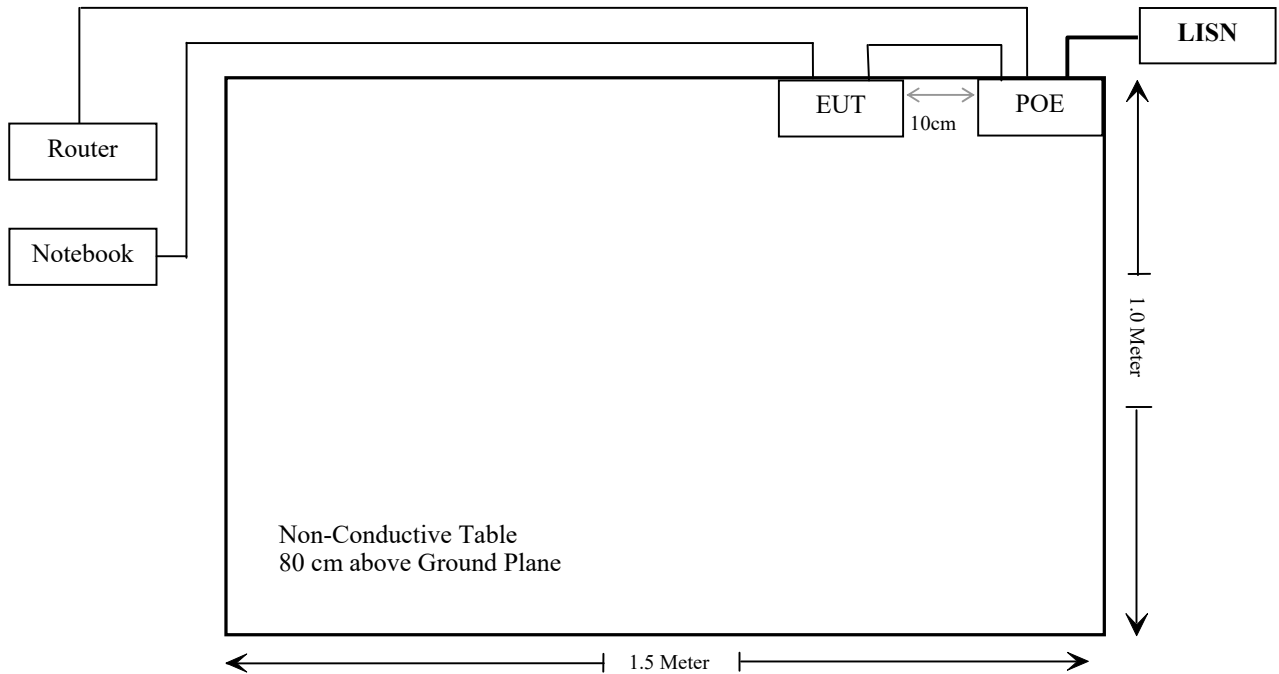 LISN
EUT
POE
10cm
Router
Notebook
1.0 Meter
Non-Conductive Table
80 cm above Ground Plane
1.5 Meter